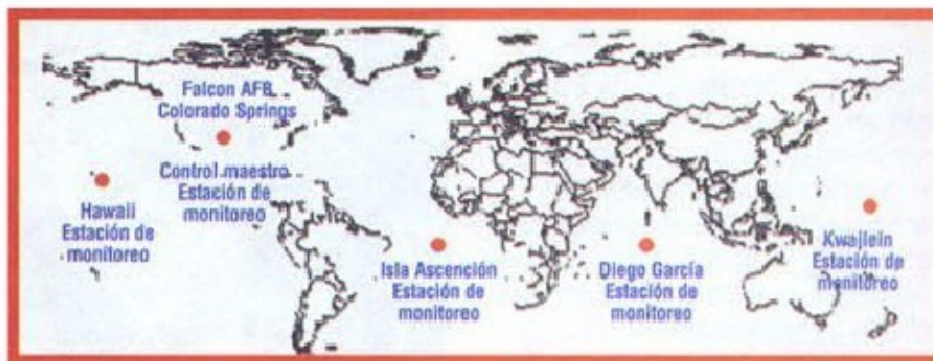 Falcon AFB
Colorado Springs
Control maestro
Estación de
monitoreo
Hawaii
Estación de
monitoreo
Isla Ascención
Estación de
monitoreo
Diego García
Estación de
monitoreo
Kwajlein
Estación de
monitoreo